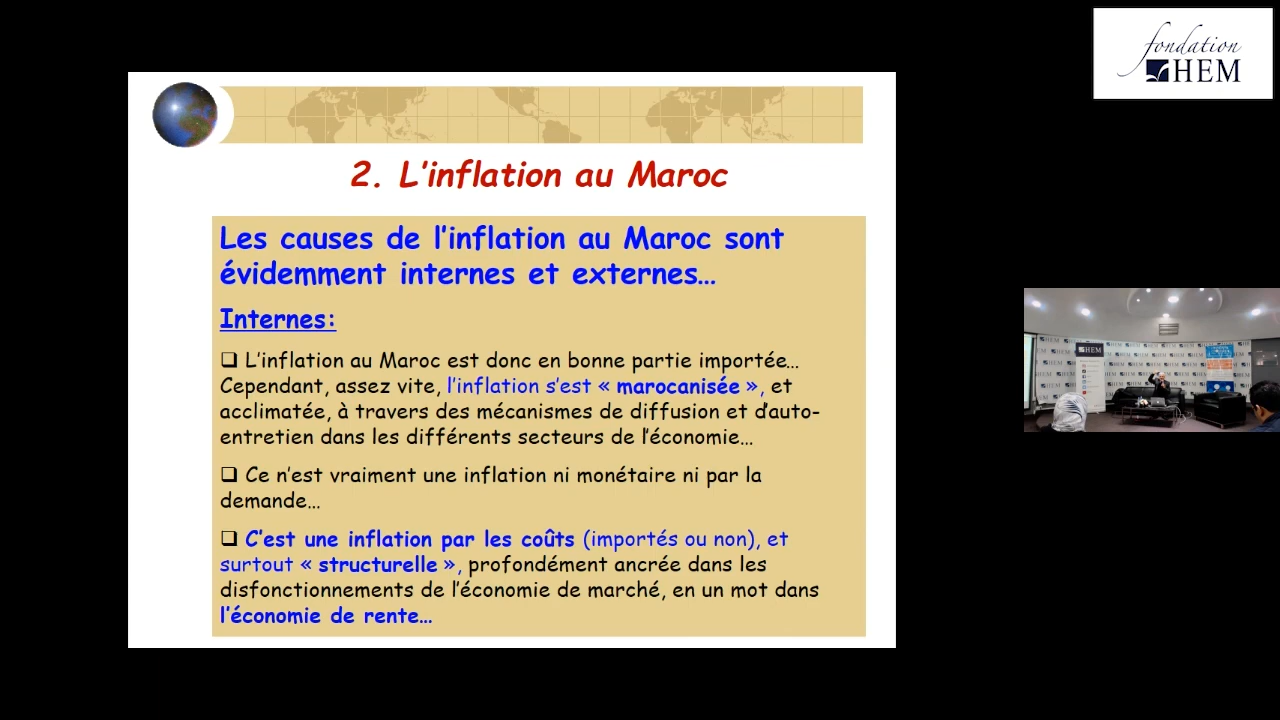 fondation
HEM
2. L'inflation au Maroc
Les causes de l'inflation au Maroc sont
évidemment internes et externes…
Internes:
❑ L'inflation au Maroc est donc en bonne partie importée…
Cependant, assez vite, l'inflation s'est « marocanisée », et
acclimatée, à travers des mécanismes de diffusion et d'auto-
entretien dans les différents secteurs de l'économie…
❑ Ce n'est vraiment une inflation ni monétaire ni par la
demande…
❑ C'est une inflation par les coûts (importés ou non), et
surtout « structurelle », profondément ancrée dans les
disfonctionnements de l'économie de marché, en un mot dans
l'économie de rente…
HEM